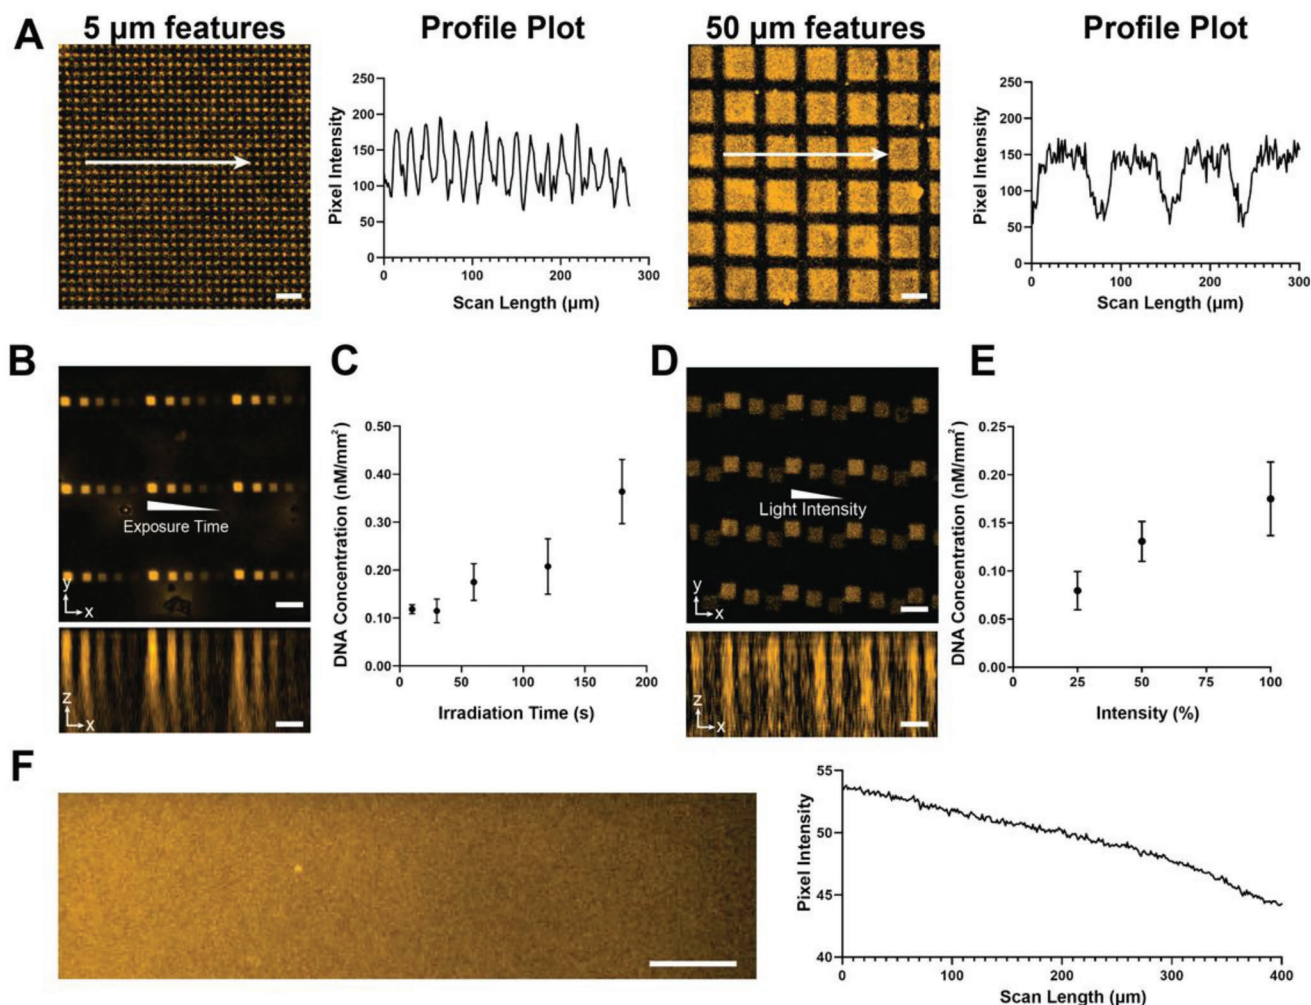 A
5 μm features
Profile Plot
50 μm features
Profile Plot
Pixel Intensity
250
200
150
100
50
0
0
100
200
300
Scan Length (μm)
Pixel Intensity
250
200
150
100
50
0
0
100
200
300
Scan Length (μm)
B
Exposure Time
y
x
z
x
C
DNA Concentration (nM/mm²)
0.50
0.40
0.30
0.20
0.10
0.00
0
50
100
150
200
Irradiation Time (s)
D
Light Intensity
y
x
z
x
E
DNA Concentration (nM/mm²)
0.25
0.20
0.15
0.10
0.05
0.00
0
25
50
75
100
Intensity (%)
F
Pixel Intensity
55
50
45
40
0
100
200
300
400
Scan Length (μm)